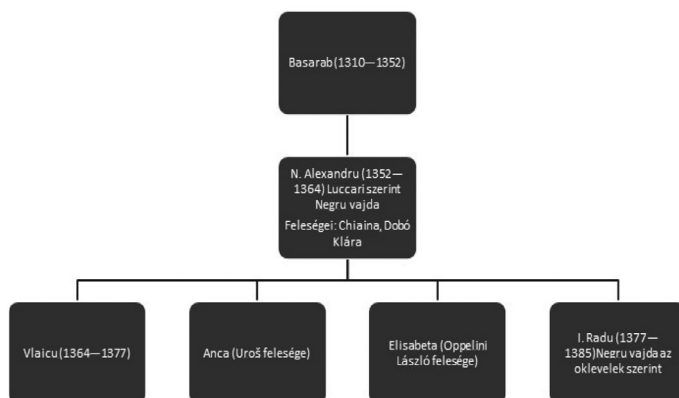 Basarab (1310—1352)
N. Alexandru (1352—
1364) Luccari szerint
Negru vajda
Feleségei: Chiaina, Dobó
Klára
Vlaicu (1364—1377)
Anca (Uroš felesége)
Elisabeta (Oppelini
László felesége)
I. Radu (1377—
1385)Negru vajda az
oklevelek szerint